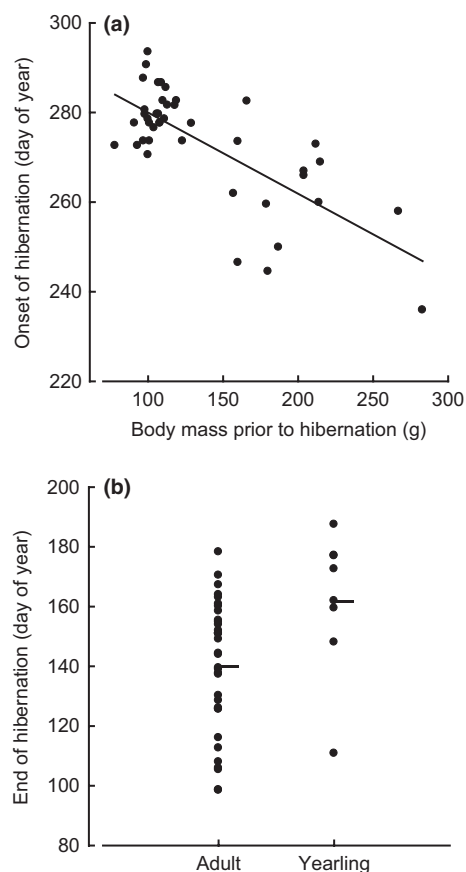 (a)
Onset of hibernation (day of year)
300
280
260
240
220
100 150 200 250 300
Body mass prior to hibernation (g)
(b)
End of hibernation (day of year)
200
180
160
140
120
100
80
Adult Yearling